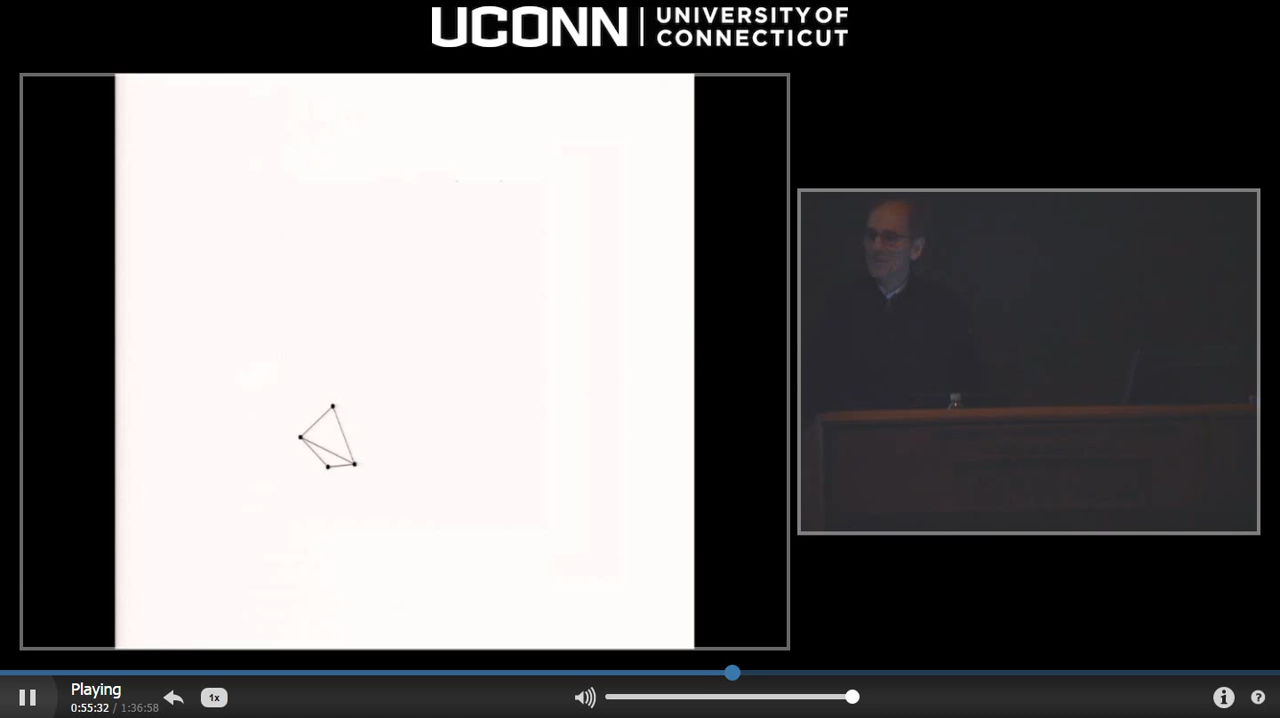 UCONN
UNIVERSITY OF
CONNECTICUT
Playing
0:55:32 / 1:36:58
1x
i
?